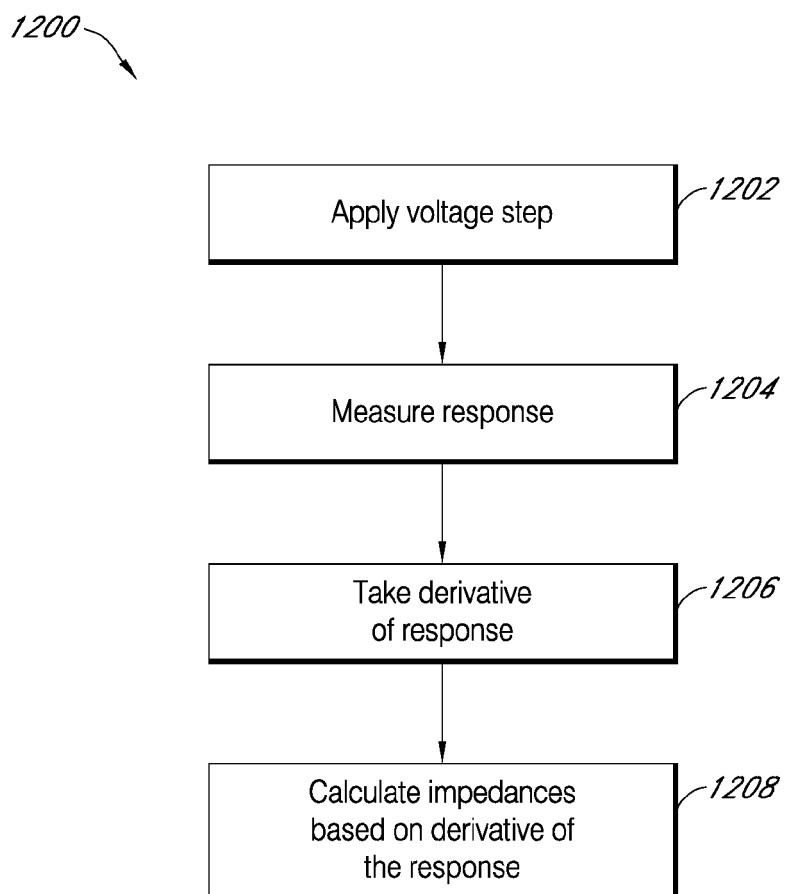 1200
Apply voltage step
1202
Measure response
1204
Take derivative
of response
1206
Calculate impedances
based on derivative of
the response
1208